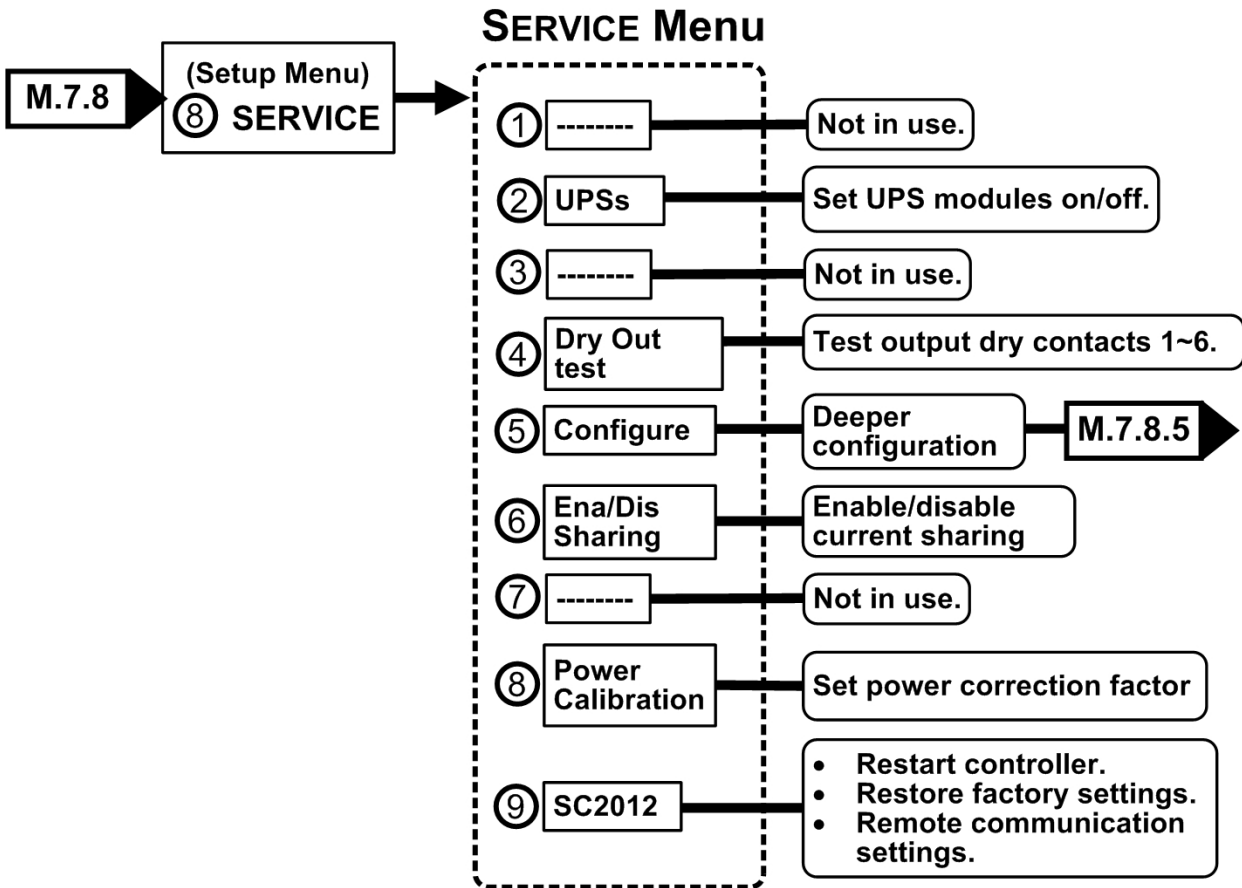 SERVICE Menu
M.7.8
(Setup Menu)
⑧ SERVICE
① --------
Not in use.
② UPSs
Set UPS modules on/off.
③ --------
Not in use.
④ Dry Out
test
Test output dry contacts 1~6.
⑤ Configure
Deeper
configuration
M.7.8.5
⑥ Ena/Dis
Sharing
Enable/disable
current sharing
⑦ --------
Not in use.
⑧ Power
Calibration
Set power correction factor
⑨ SC2012
• Restart controller.
• Restore factory settings.
• Remote communication
settings.